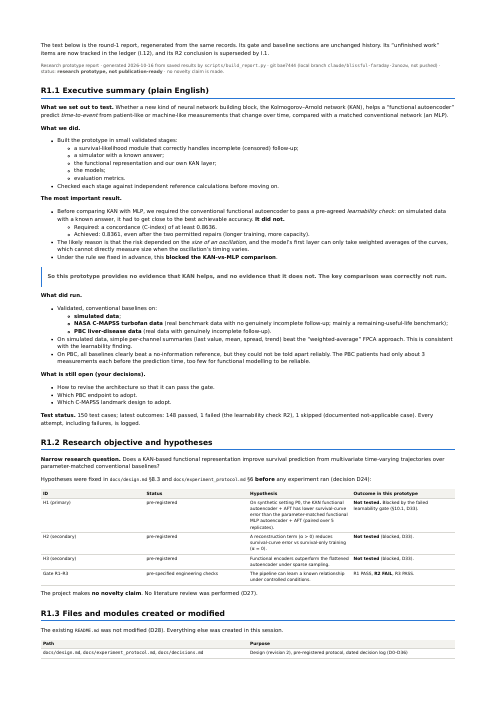 The text below is the round-1 report, regenerated from the same records. Its gate and baseline sections are unchanged history. Its "unfinished work"
items are now tracked in the ledger (I.12), and its R2 conclusion is superseded by I.1.
Research prototype report · generated 2026-10-16 from saved results by scripts/build_report.py · git
status: research prototype, not publication-ready · no novelty claim is made.
R1.1 Executive summary (plain English)
What we set out to test. Whether a new kind of neural network building block, the Kolmogorov–Arnold network (KAN), helps a "functional autoencoder"
predict time-to-event from patient-like or machine-like measurements that change over time, compared with a matched conventional network (an MLP).
What we did.
• Built the prototype in small validated stages:
a survival-likelihood module that correctly handles incomplete (censored) follow-up;
a simulator with a known answer;
the functional representation and our own KAN layer;
the models;
evaluation metrics.
• Checked each stage against independent reference calculations before moving on.
The most important result.
• Before comparing KAN with MLP, we required the conventional functional autoencoder to pass a pre-agreed learnability check: on simulated data
with a known answer, it had to get close to the best achievable accuracy. It did not.
Required: a concordance (C-index) of at least 0.8636.
Achieved: 0.8361, even after the two permitted repairs (longer training, more capacity).
• The likely reason is that the risk depended on the size of an oscillation, and the model's first layer can only take weighted averages of the curves,
which cannot directly measure size when the oscillation's timing varies.
• Under the rule we fixed in advance, this blocked the KAN-vs-MLP comparison.
So this prototype provides no evidence that KAN helps, and no evidence that it does not. The key comparison was correctly not run.
What did run.
• Validated, conventional baselines on:
simulated data;
NASA C-MAPSS turbofan data (real benchmark data with no genuinely incomplete follow-up; mainly a remaining-useful-life benchmark);
PBC liver-disease data (real data with genuinely incomplete follow-up).
• On simulated data, simple per-channel summaries (last value, mean, spread, trend) beat the "weighted-average" FPCA approach. This is consistent
with the learnability finding.
• On PBC, all baselines clearly beat a no-information reference, but they could not be told apart reliably. The PBC patients had only about 3
measurements each before the prediction time, too few for functional modelling to be reliable.
What is still open (your decisions).
• How to revise the architecture so that it can pass the gate.
• Which PBC endpoint to adopt.
• Which C-MAPSS landmark design to adopt.
Test status. 150 test cases; latest outcomes: 148 passed, 1 failed (the learnability check R2), 1 skipped (documented not-applicable case). Every
attempt, including failures, is logged.
R1.2 Research objective and hypotheses
Narrow research question. Does a KAN-based functional representation improve survival prediction from multivariate time-varying trajectories over
parameter-matched conventional baselines?
Hypotheses were fixed in docs/design.md §8.3 and docs/experiment_protocol.md §6 before any experiment ran (decision D24):
ID Status Hypothesis Outcome in this prototype
H1 (primary) pre-registered On synthetic setting P0, the KAN functional autoencoder + AFT has lower survival-curve error than the parameter-matched functional MLP autoencoder + AFT (paired over 5 replicates). Not tested. Blocked by the failed learnability gate (§10.1, D33)
H2 (secondary) pre-registered A reconstruction term (α > 0) reduces survival-curve error vs survival-only training (α = 0). Not tested (blocked, D33).
H3 (secondary) pre-registered Functional encoders outperform the flattened autoencoder under sparse sampling. Not tested (blocked, D33).
Gate R1–R3 pre-specified engineering checks The pipeline can learn a known relationship under controlled conditions. R1 PASS, R2 FAIL, R3 PASS.
The project makes no novelty claim. No literature review was performed (D27).
R1.3 Files and modules created or modified
The existing README.md was not modified (D28). Everything else was created in this session.
Path Purpose
docs/design.md, docs/experiment_protocol.md, docs/decisions.md Design (revision 2), pre-registered protocol, dated decision log (D0–D36)